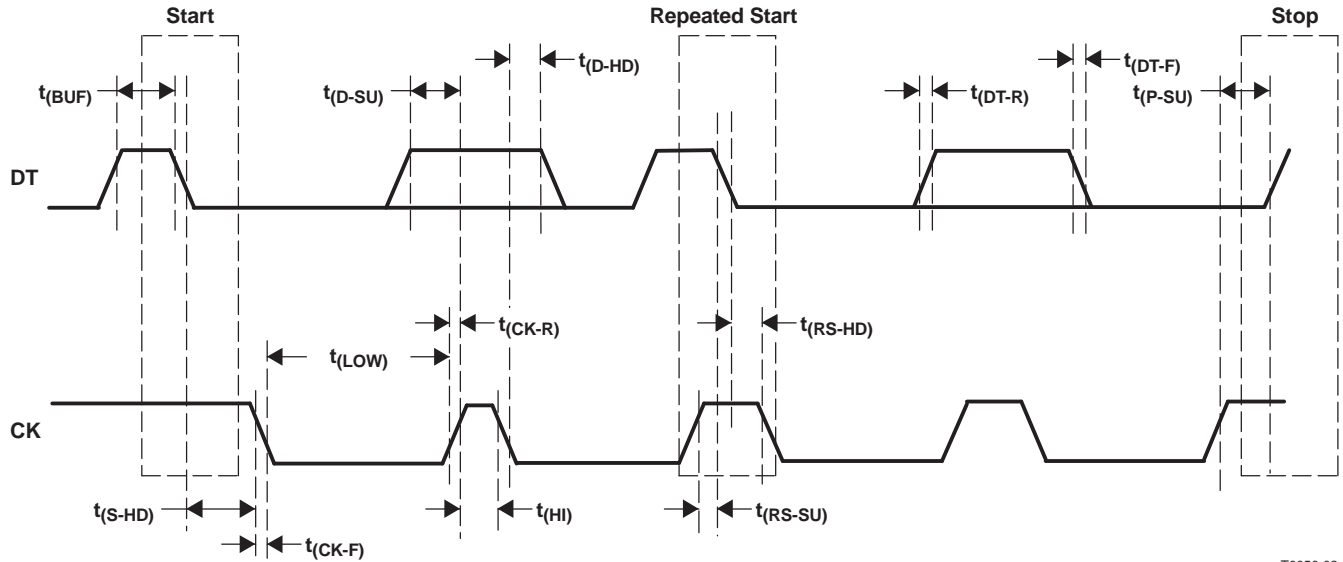 Start
Repeated Start
Stop
t(BUF)
t(D-SU)
t(D-HD)
t(DT-R)
t(DT-F)
t(P-SU)
DT
t(LOW)
t(CK-R)
t(RS-HD)
CK
t(S-HD)
t(CK-F)
t(HI)
t(RS-SU)